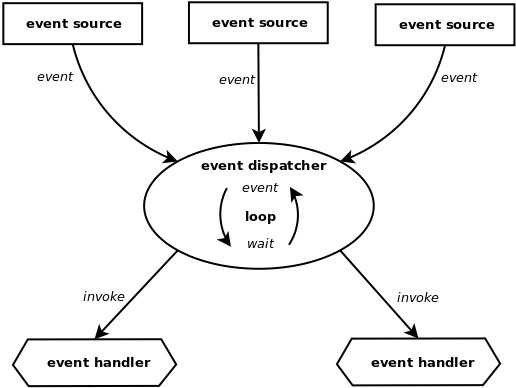 event source
event source
event source
event
event
event
event dispatcher
event
loop
wait
invoke
invoke
event handler
event handler